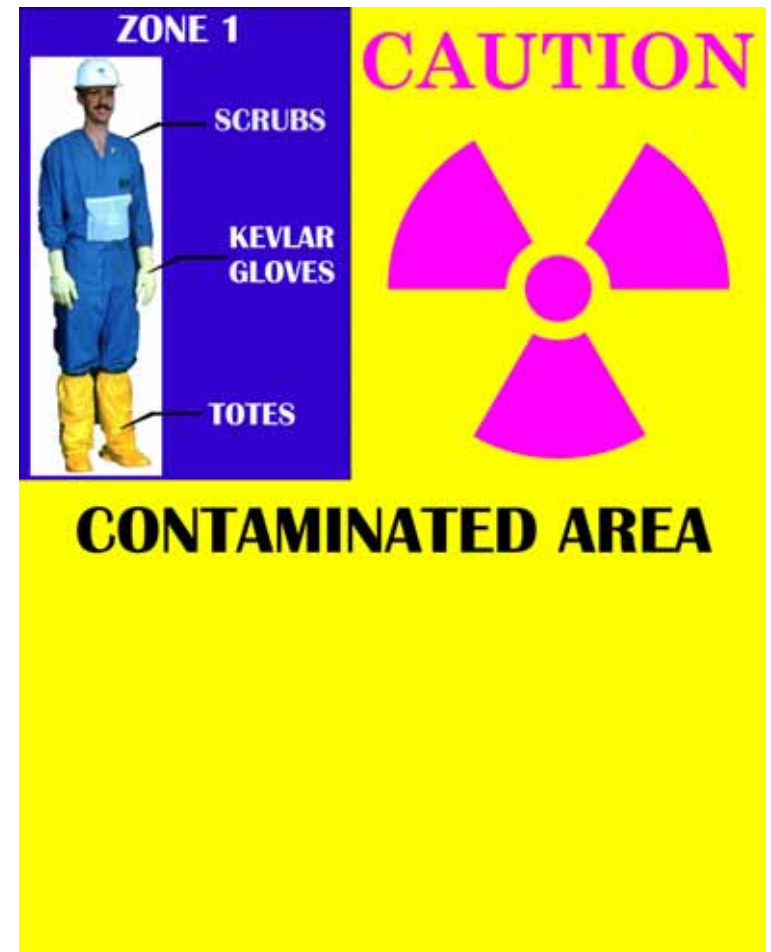 ZONE 1
SCRUBS
KEVLAR
GLOVES
TOTES
CAUTION
CONTAMINATED AREA